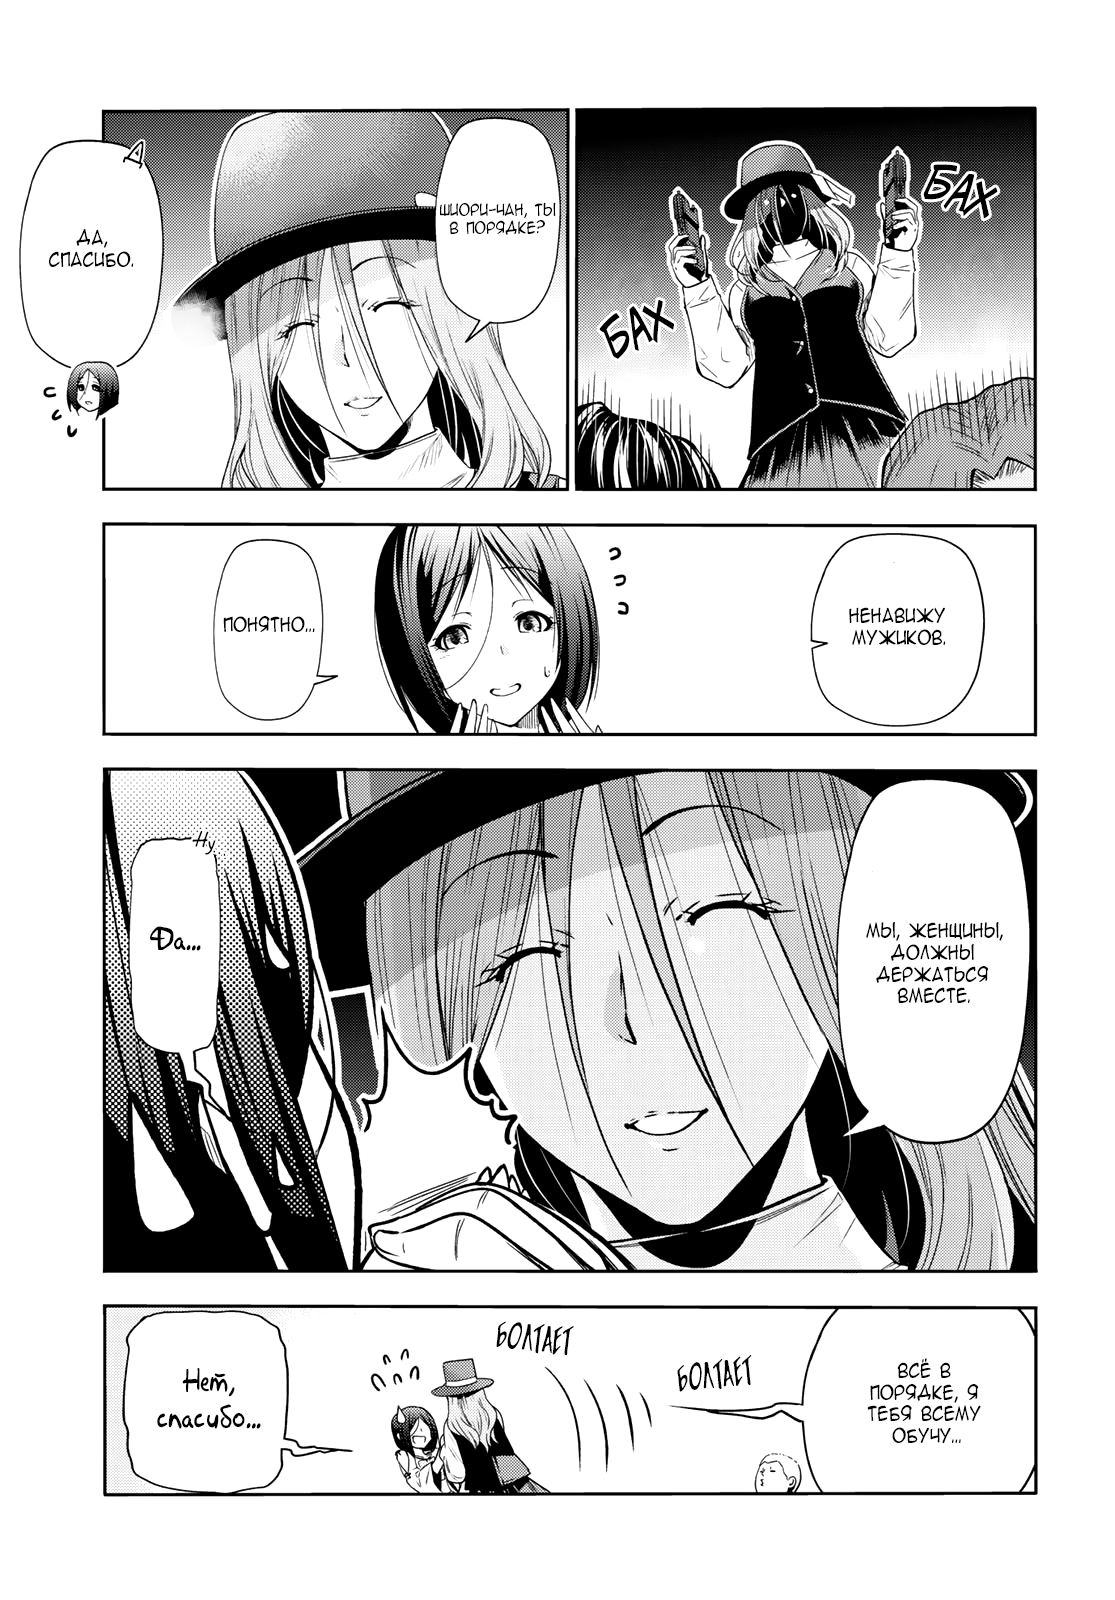 БАХ
БАХ
ШИОРИ-ЧАН, ТЫ
В ПОРЯДКЕ?
Д
ДА,
СПАСИБО.
НЕНАВИЖУ
МУЖИКОВ.
ПОНЯТНО...
МЫ, ЖЕНЩИНЫ,
ДОЛЖНЫ
ДЕРЖАТЬСЯ
ВМЕСТЕ.
Ну
Да...
ВСЁ В
ПОРЯДКЕ, Я
ТЕБЯ ВСЕМУ
ОБУЧУ...
БОЛТАЕТ
БОЛТАЕТ
Нет,
спасибо...